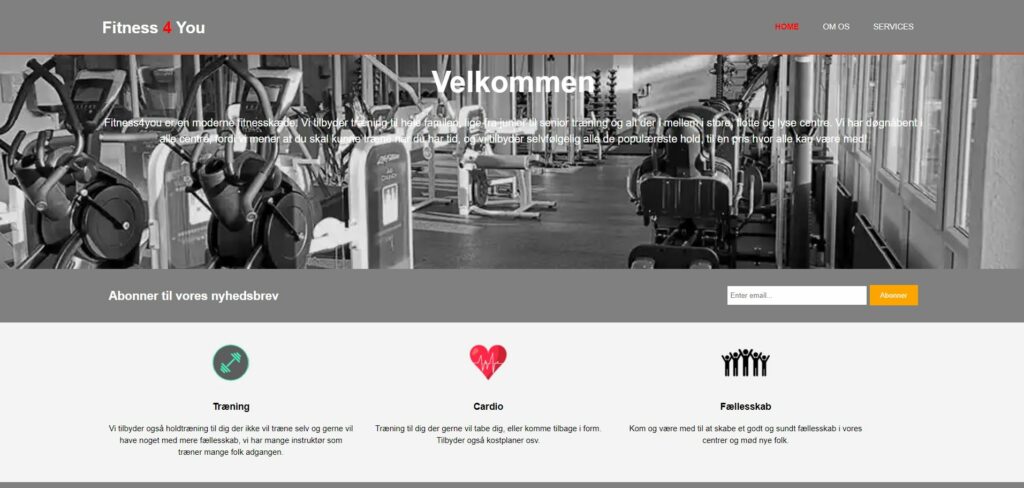 Fitness 4 You
HOME OM OS SERVICES
Velkommen
Fitness4you er en moderne fitnesskæde. Vi tilbyder træning til hele familen, lige fra junior til senior træning og alt der i mellem i store, flotte og lyse centre. Vi har døgnåbent i
alle centre, fordi vi mener at du skal kunne træne når du har tid, og vi tilbyder selvfølgelig alle de populæreste hold, til en pris hvor alle kan være med!
Abonner til vores nyhedsbrev
Enter email...
Abonner
Træning
Vi tilbyder også holdtræning til dig der ikke vil træne selv og gerne vil
have noget med mere fællesskab, vi har mange instruktør som
træner mange folk adgangen.
Cardio
Træning til dig der gerne vil tabe dig, eller komme tilbage i form.
Tilbyder også kostplaner osv.
Fællesskab
Kom og være med til at skabe et godt og sundt fællesskab i vores
centrer og mød nye folk.